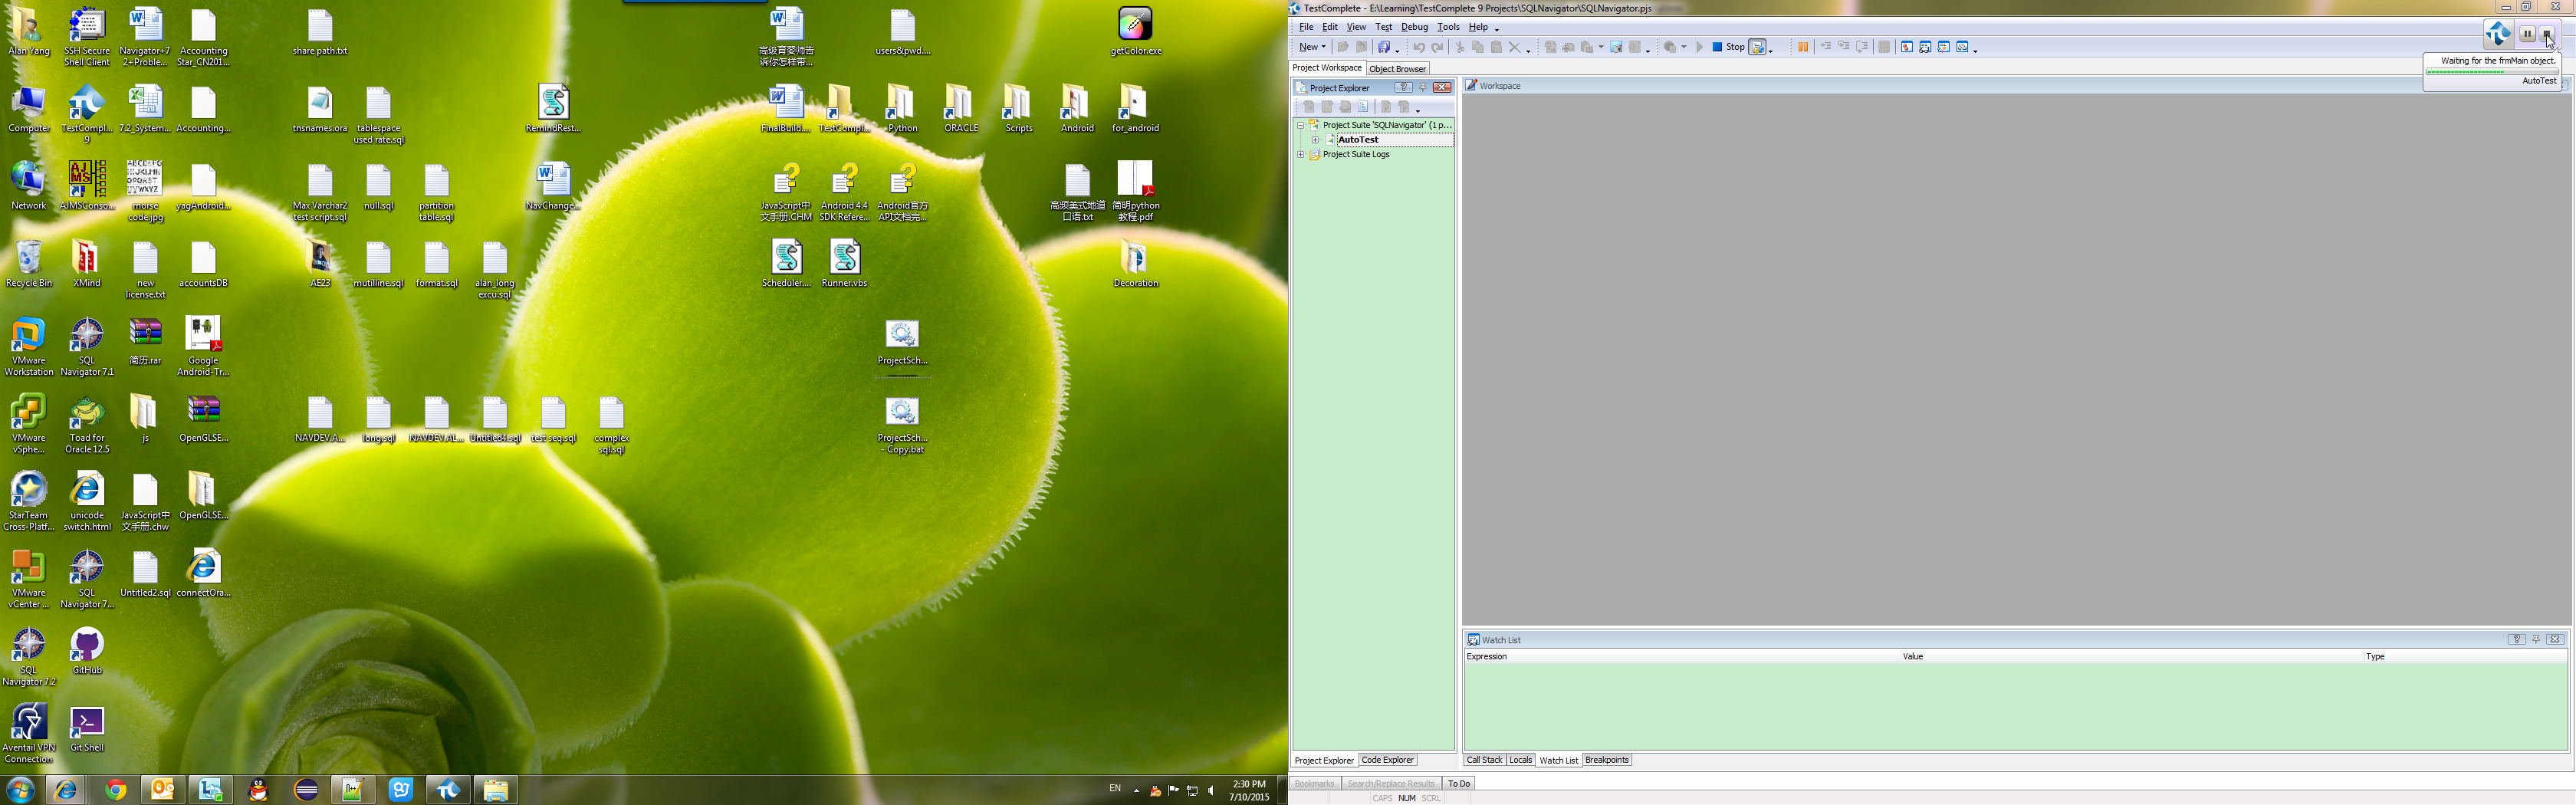 Alan Yang
SSH Secure
Shell Client
Navigator+7
2+Proble...
Accounting
Star_CN201...
share path.txt
高级育婴师告
诉你怎样带...
users&pwd....
getColor.exe
Computer
TestCompl...
9
7.2_System...
Accounting...
tnsnames.ora
tablespace
used rate.sql
RemindRest...
FinalBuild....
TestCompl...
Python
ORACLE
Scripts
Android
for_android
Network
AJMSConso...
morse
code.jpg
yagAndroid...
Max Varchar2
test script.sql
null.sql
partition
table.sql
NavChange...
JavaScript中
文手册.CHM
Android 4.4
SDK Refere...
Android官方
API文档完...
高频美式地道
口语.txt
简明python
教程.pdf
Recycle Bin
XMind
new
license.txt
accountsDB
AE23
mutilline.sql
format.sql
alan_long
excu.sql
Scheduler....
Runner.vbs
Decoration
VMware
Workstation
SQL
Navigator 7.1
简历.rar
Google
Android-Tr...
ProjectSch...
VMware
vSphe...
Toad for
Oracle 12.5
js
OpenGLSE...
NAVDEV.A...
long.sql
NAVDEV.AL...
Untitled4.sql
test seq.sql
complex
sql.sql
ProjectSch...
- Copy.bat
StarTeam
Cross-Platf...
unicode
switch.html
JavaScript中
文手册.chw
OpenGLSE...
VMware
vCenter ...
SQL
Navigator 7...
Untitled2.sql
connectOra...
SQL
Navigator 7.2
GitHub
Aventail VPN
Connection
Git Shell
EN
2:30 PM
7/10/2015
TestComplete - E:\Learning\TestComplete 9 Projects\SQLNavigator\SQLNavigator.pjs
File Edit View Test Debug Tools Help
New
Stop
Waiting for the frmMain object.
AutoTest
Project Workspace Object Browser
Project Explorer
Workspace
Project Suite 'SQLNavigator' (1 p...
AutoTest
Project Suite Logs
Watch List
Expression Value Type
Project Explorer Code Explorer
Call Stack Locals Watch List Breakpoints
Bookmarks Search/Replace Results To Do
CAPS NUM SCRL